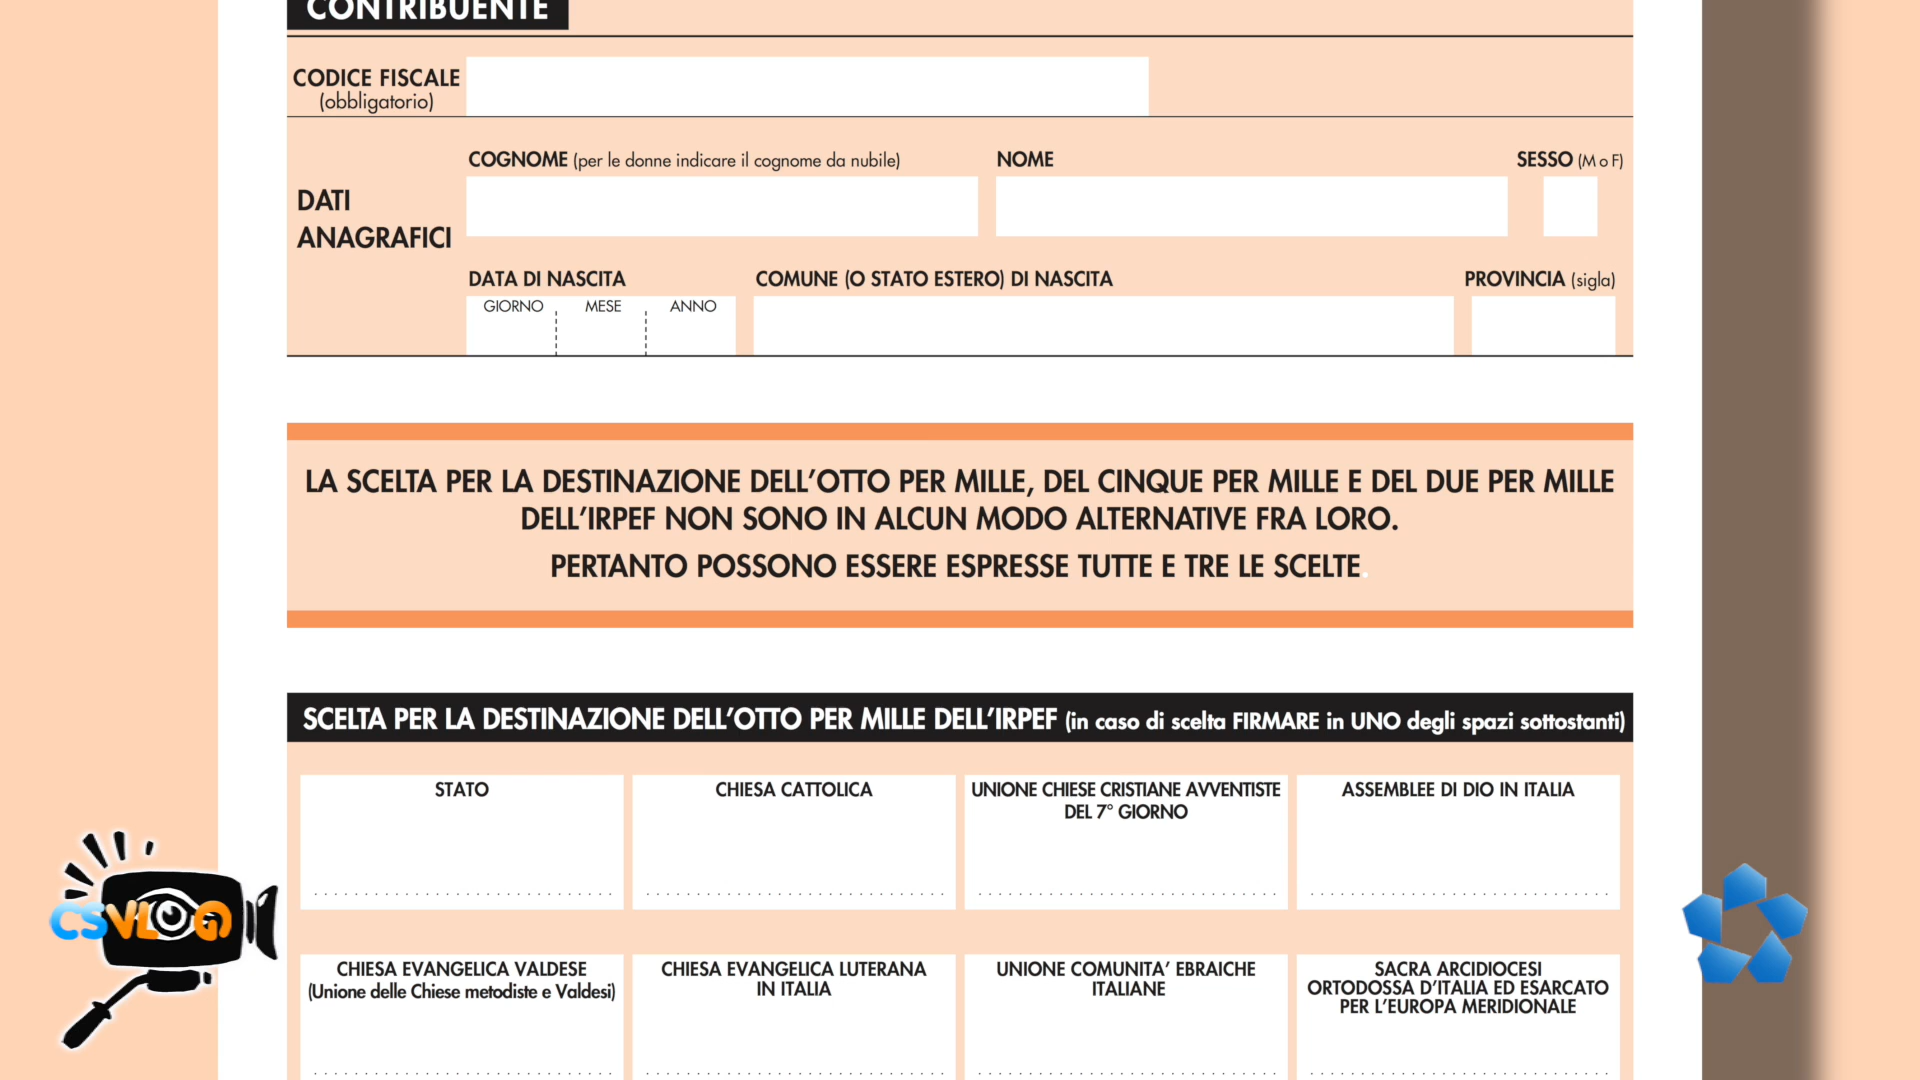 CONTRIBUENTE
CODICE FISCALE
(obbligatorio)
COGNOME (per le donne indicare il cognome da nubile)
NOME
SESSO (M o F)
DATI
ANAGRAFICI
DATA DI NASCITA
COMUNE (O STATO ESTERO) DI NASCITA
PROVINCIA (sigla)
GIORNO
MESE
ANNO
LA SCELTA PER LA DESTINAZIONE DELL’OTTO PER MILLE, DEL CINQUE PER MILLE E DEL DUE PER MILLE
DELL’IRPEF NON SONO IN ALCUN MODO ALTERNATIVE FRA LORO.
PERTANTO POSSONO ESSERE ESPRESSE TUTTE E TRE LE SCELTE.
SCELTA PER LA DESTINAZIONE DELL’OTTO PER MILLE DELL’IRPEF (in caso di scelta FIRMARE in UNO degli spazi sottostanti)
STATO
CHIESA CATTOLICA
UNIONE CHIESE CRISTIANE AVVENTISTE
DEL 7° GIORNO
ASSEMBLEE DI DIO IN ITALIA
CHIESA EVANGELICA VALDESE
(Unione delle Chiese metodiste e Valdesi)
CHIESA EVANGELICA LUTERANA
IN ITALIA
UNIONE COMUNITA’ EBRAICHE
ITALIANE
SACRA ARCIDIOCESI
ORTODOSSA D’ITALIA ED ESARCATO
PER L’EUROPA MERIDIONALE
CSVLOG